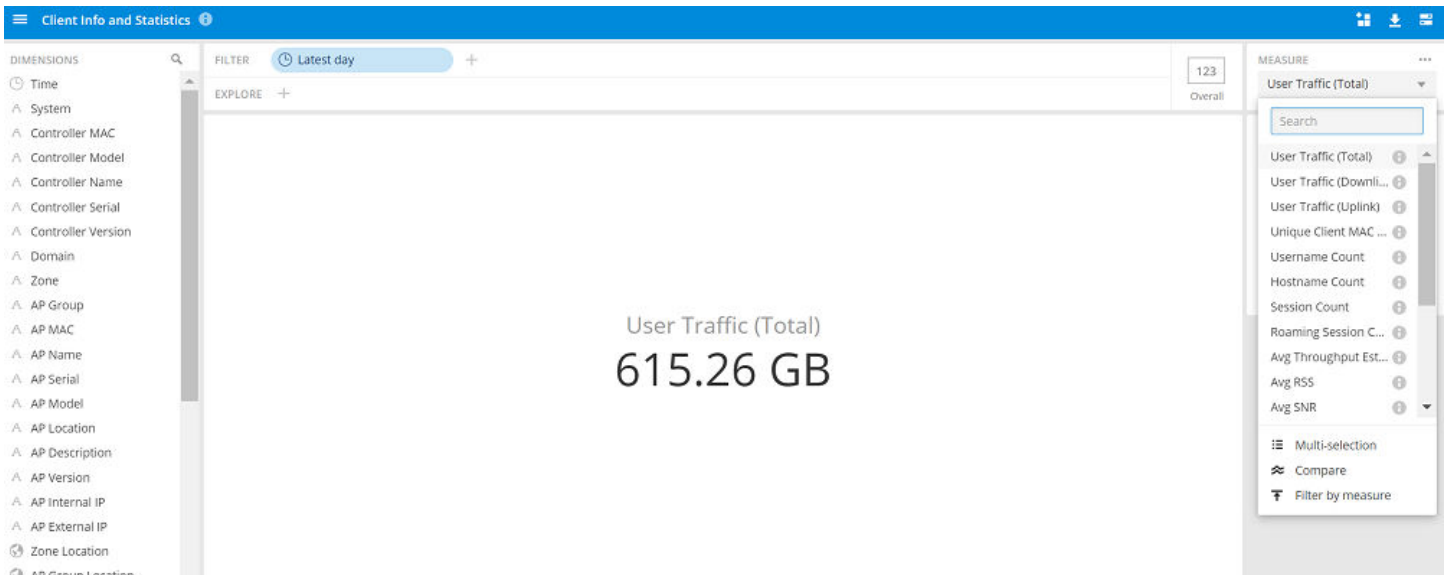 Client Info and Statistics
DIMENSIONS
Time
System
Controller MAC
Controller Model
Controller Name
Controller Serial
Controller Version
Domain
Zone
AP Group
AP MAC
AP Name
AP Serial
AP Model
AP Location
AP Description
AP Version
AP Internal IP
AP External IP
Zone Location
AP Group Location
FILTER
Latest day
EXPLORE
123
Overall
User Traffic (Total)
615.26 GB
MEASURE
User Traffic (Total)
Search
User Traffic (Total)
User Traffic (Downli...
User Traffic (Uplink)
Unique Client MAC ...
Username Count
Hostname Count
Session Count
Roaming Session C...
Avg Throughput Est...
Avg RSS
Avg SNR
Multi-selection
Compare
Filter by measure